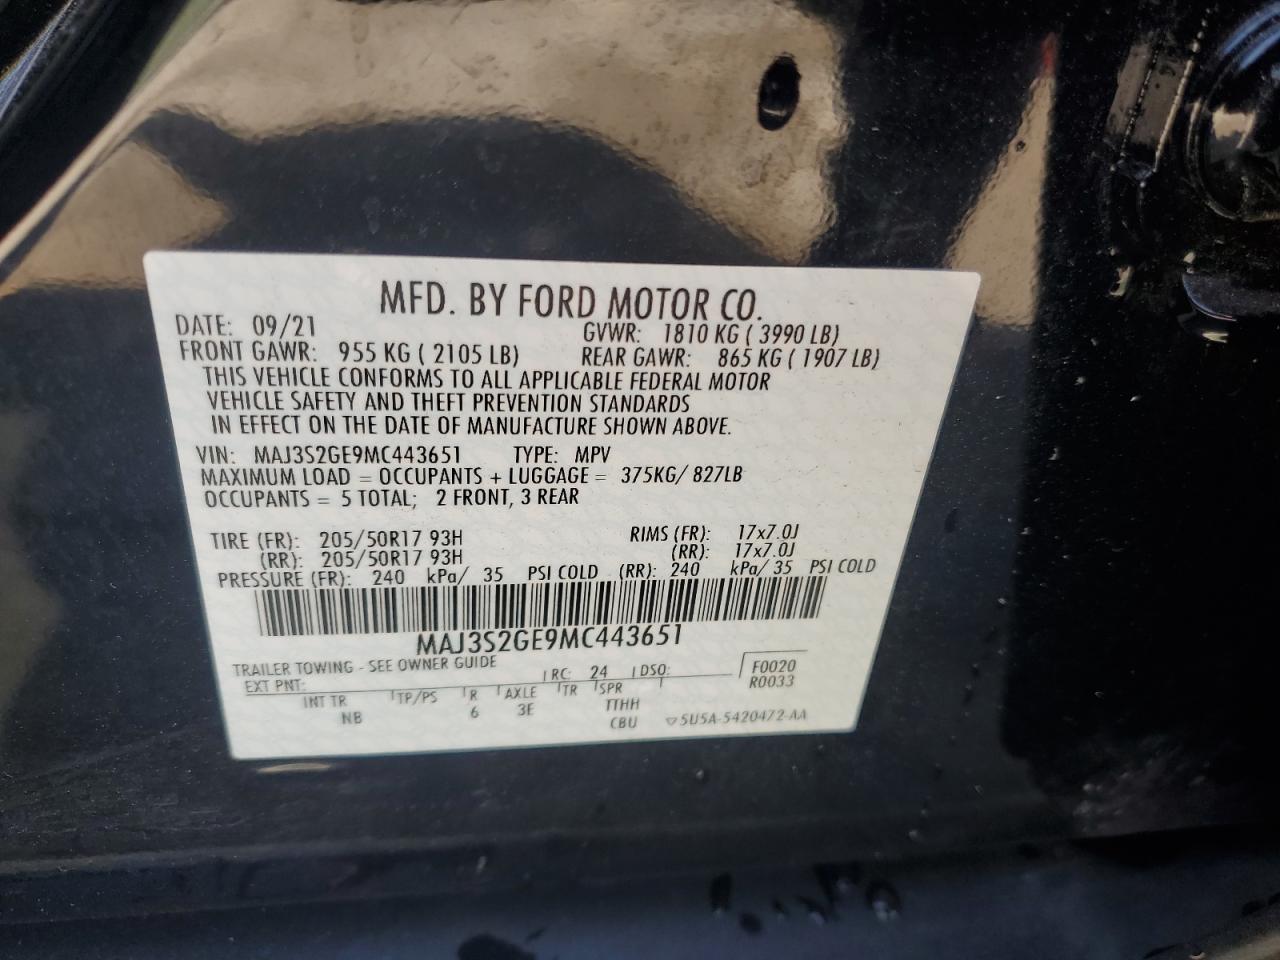 MFD. BY FORD MOTOR CO.
DATE: 09/21 GVWR: 1810 KG ( 3990 LB)
FRONT GAWR: 955 KG ( 2105 LB) REAR GAWR: 865 KG ( 1907 LB)
THIS VEHICLE CONFORMS TO ALL APPLICABLE FEDERAL MOTOR
VEHICLE SAFETY AND THEFT PREVENTION STANDARDS
IN EFFECT ON THE DATE OF MANUFACTURE SHOWN ABOVE.
VIN: MAJ3S2GE9MC443651 TYPE: MPV
MAXIMUM LOAD = OCCUPANTS + LUGGAGE = 375KG/ 827LB
OCCUPANTS = 5 TOTAL; 2 FRONT, 3 REAR
TIRE (FR): 205/50R17 93H RIMS (FR): 17x7.0J
(RR): 205/50R17 93H (RR): 17x7.0J
PRESSURE (FR): 240 kPa/ 35 PSI COLD (RR): 240 kPa/ 35 PSI COLD
MAJ3S2GE9MC443651
TRAILER TOWING - SEE OWNER GUIDE
EXT PNT: RC: 24 DSO: F0020
R0033
INT TR TP/PS R AXLE TR SPR
NB 6 3E TTHH
CBU ▽5U5A-5420472-AA